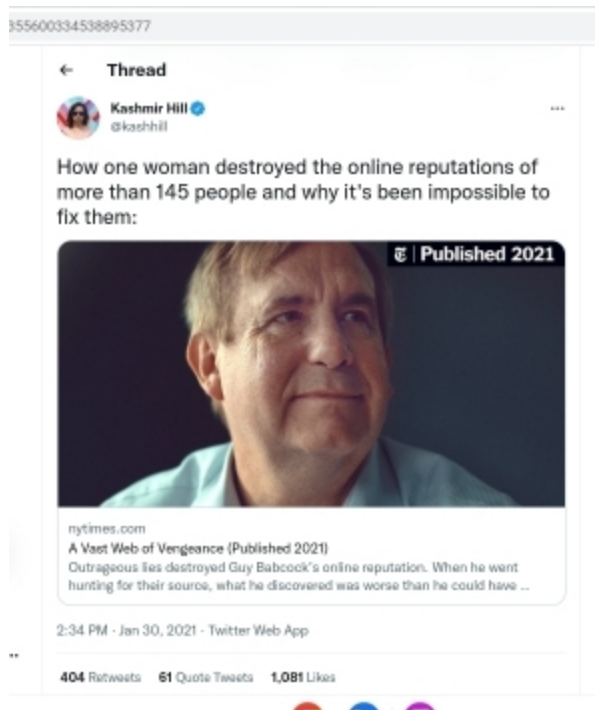 355600334538895377
← Thread
Kashmir Hill
@kashhill
How one woman destroyed the online reputations of
more than 145 people and why it's been impossible to
fix them:
Published 2021
nytimes.com
A Vast Web of Vengeance (Published 2021)
Outrageous lies destroyed Guy Babcock's online reputation. When he went
hunting for their source, what he discovered was worse than he could have ...
2:34 PM · Jan 30, 2021 · Twitter Web App
404 Retweets 61 Quote Tweets 1,081 Likes